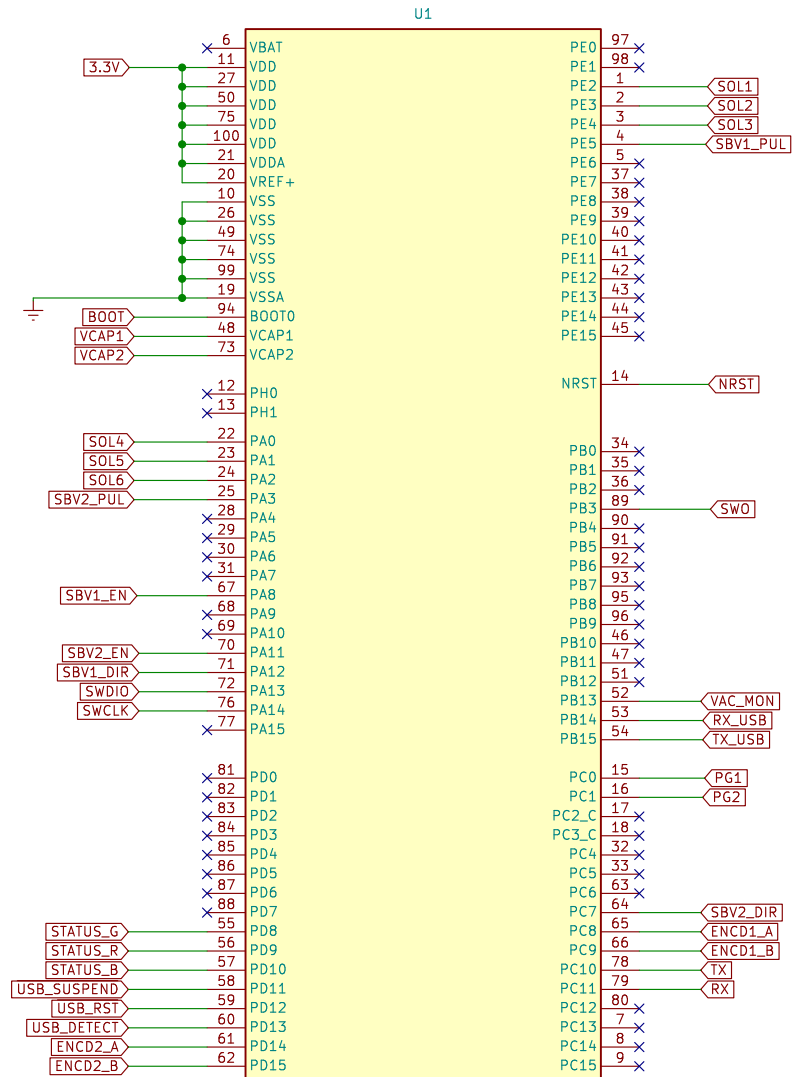 U1
6 VBAT PE0 97
3.3V 11 VDD PE1 98
27 VDD PE2 1 SOL1
50 VDD PE3 2 SOL2
75 VDD PE4 3 SOL3
100 VDD PE5 4 SBV1_PUL
21 VDDA PE6 5
20 VREF+ PE7 37
10 VSS PE8 38
26 VSS PE9 39
49 VSS PE10 40
74 VSS PE11 41
99 VSS PE12 42
19 VSSA PE13 43
BOOT 94 BOOT0 PE14 44
VCAP1 48 VCAP1 PE15 45
VCAP2 73 VCAP2
NRST 14 NRST
12 PH0
13 PH1
SOL4 22 PA0
PB0 34
SOL5 23 PA1
PB1 35
SOL6 24 PA2
PB2 36
SBV2_PUL 25 PA3
PB3 89 SWO
28 PA4
PB4 90
29 PA5
PB5 91
30 PA6
PB6 92
31 PA7
PB7 93
SBV1_EN 67 PA8
PB8 95
68 PA9
PB9 96
69 PA10
PB10 46
SBV2_EN 70 PA11
PB11 47
SBV1_DIR 71 PA12
PB12 51
SWDIO 72 PA13
PB13 52 VAC_MON
SWCLK 76 PA14
PB14 53 RX_USB
77 PA15
PB15 54 TX_USB
81 PD0 PC0 15 PG1
82 PD1 PC1 16 PG2
83 PD2 PC2_C 17
84 PD3 PC3_C 18
85 PD4 PC4 32
86 PD5 PC5 33
87 PD6 PC6 63
88 PD7 PC7 64 SBV2_DIR
STATUS_G 55 PD8 PC8 65 ENCD1_A
STATUS_R 56 PD9 PC9 66 ENCD1_B
STATUS_B 57 PD10 PC10 78 TX
USB_SUSPEND 58 PD11 PC11 79 RX
USB_RST 59 PD12 PC12 80
USB_DETECT 60 PD13 PC13 7
ENCD2_A 61 PD14 PC14 8
ENCD2_B 62 PD15 PC15 9